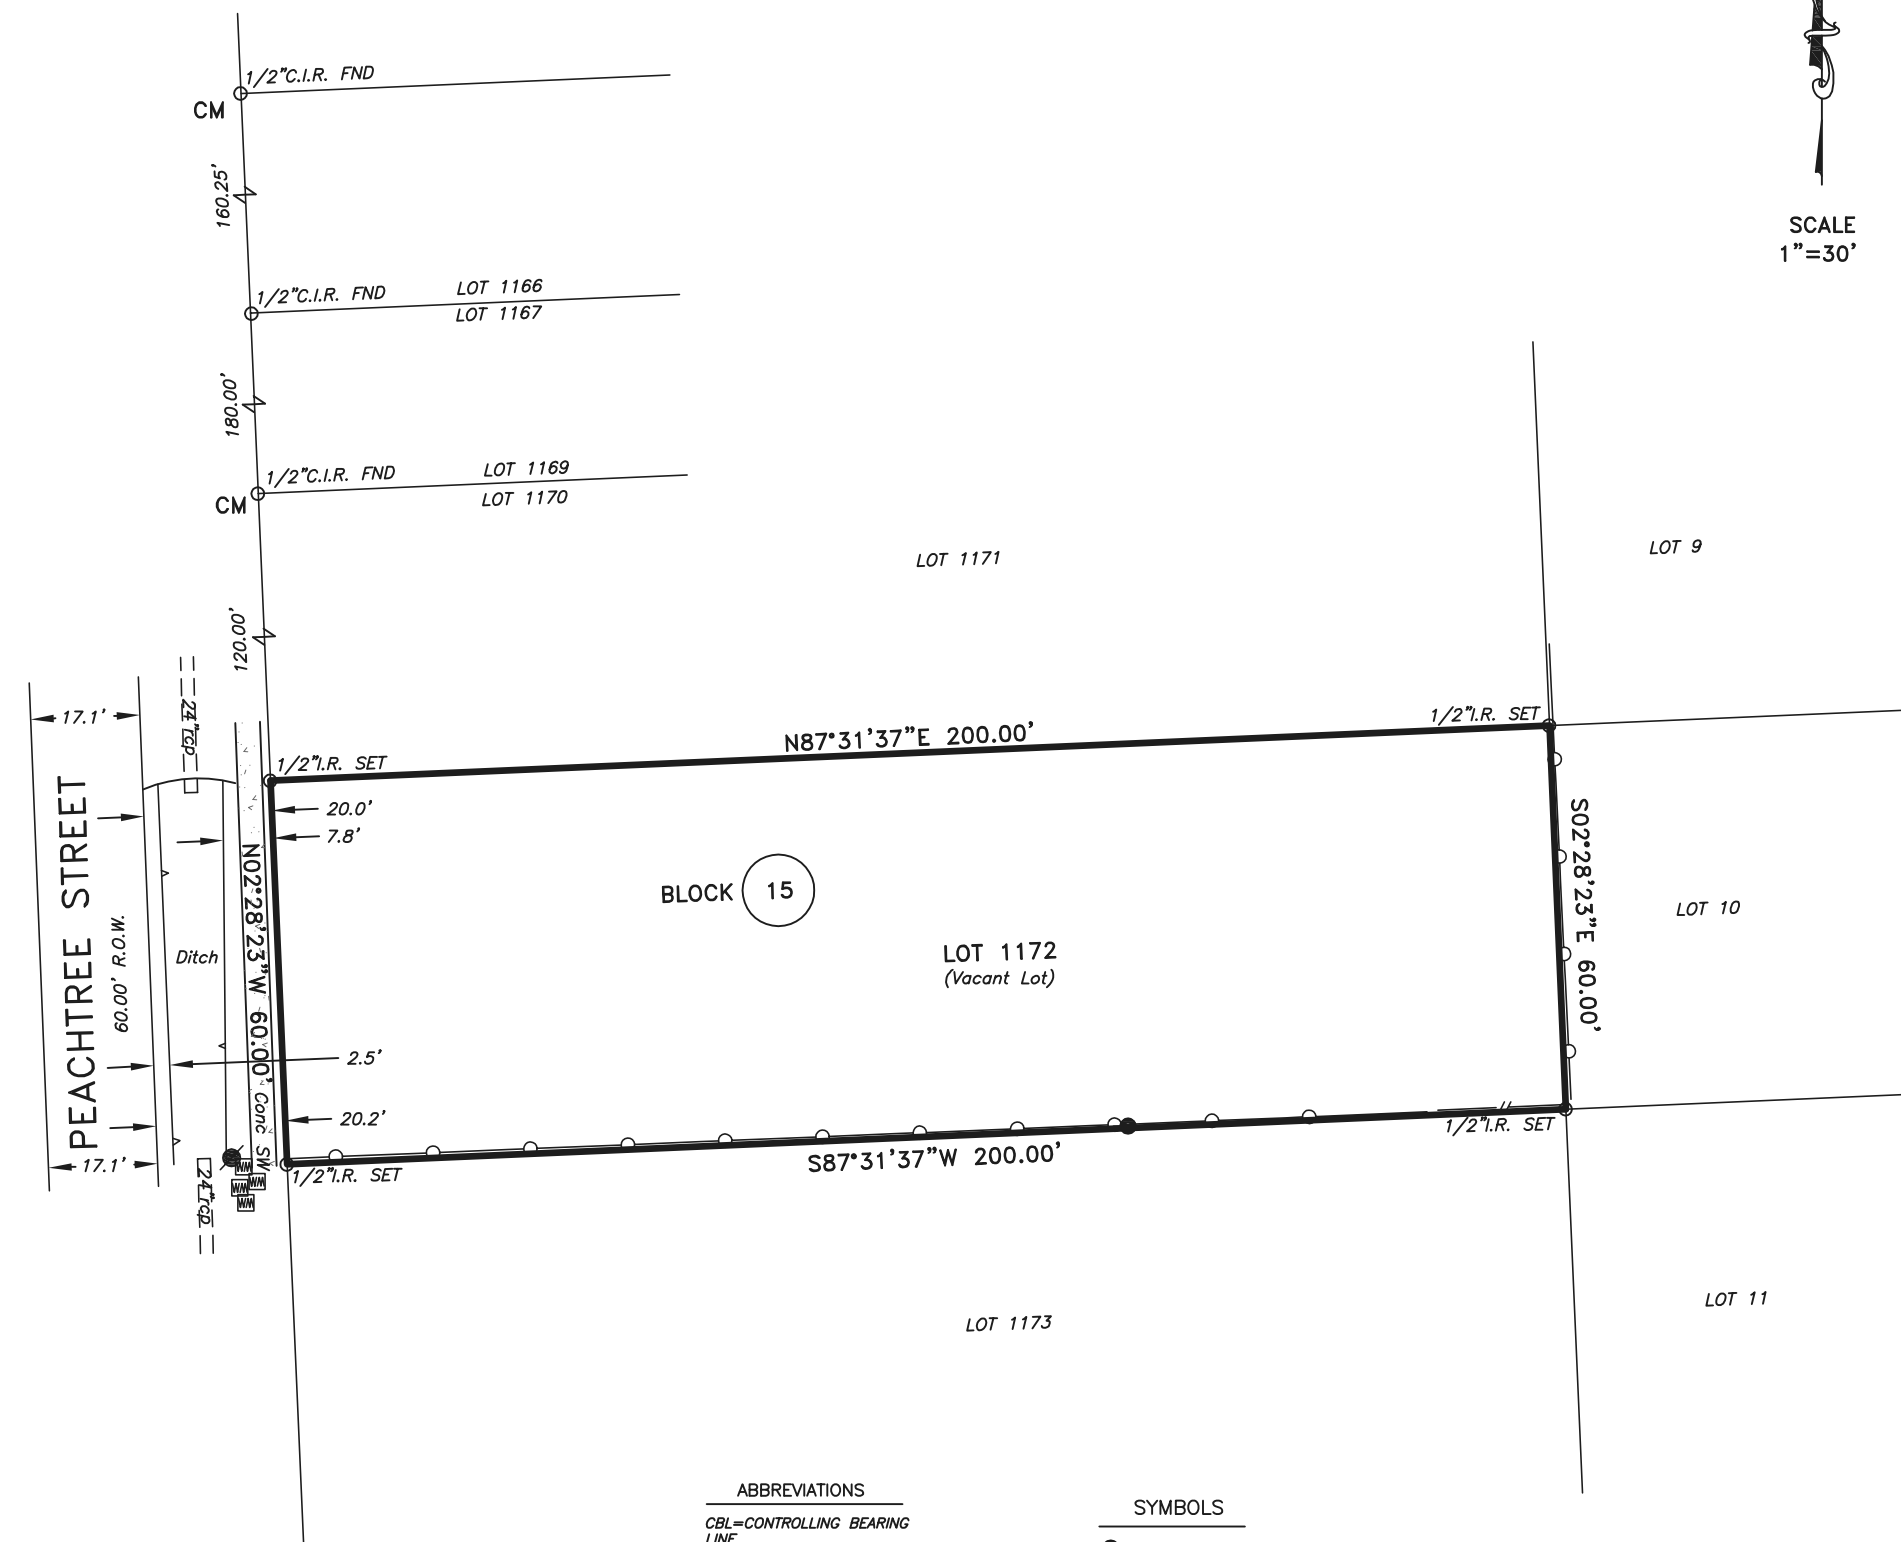 1/2"C.I.R. FND
CM
160.25'
SCALE
1"=30'
1/2"C.I.R. FND
LOT 1166
LOT 1167
180.00'
1/2"C.I.R. FND
LOT 1169
CM
LOT 1170
LOT 1171
LOT 9
120.00'
17.1'
24"rcp
N87°31'37"E 200.00'
1/2"I.R. SET
1/2"I.R. SET
20.0'
7.8'
PEACHTREE STREET
60.00' R.O.W.
Ditch
N02°28'23"W 60.00'
Conc SW
BLOCK 15
LOT 1172
(Vacant Lot)
S02°28'23"E 60.00'
LOT 10
2.5'
20.2'
17.1'
24"rcp
WM
WM
WM
WM
1/2"I.R. SET
S87°31'37"W 200.00'
1/2"I.R. SET
LOT 1173
LOT 11
ABBREVIATIONS
CBL=CONTROLLING BEARING
LINE
SYMBOLS